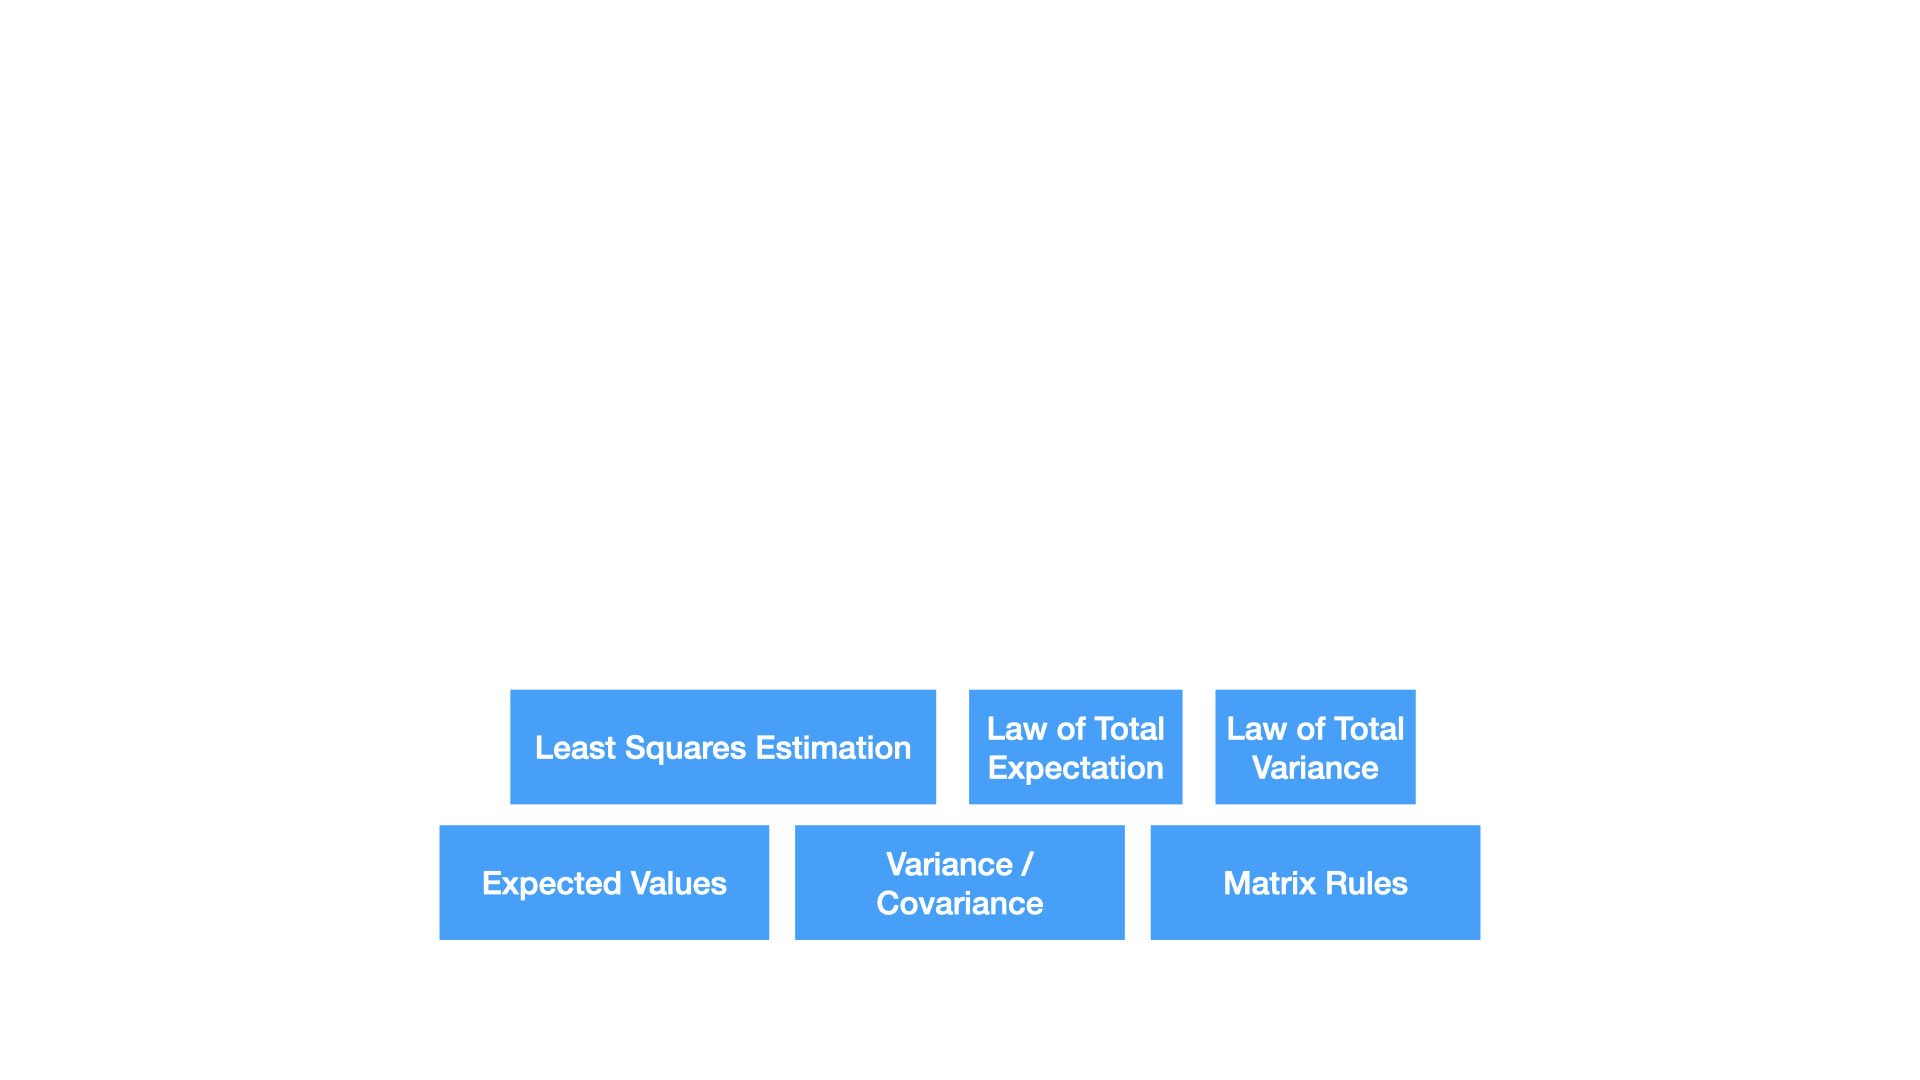 Least Squares Estimation
Law of Total
Expectation
Law of Total
Variance
Expected Values
Variance /
Covariance
Matrix Rules